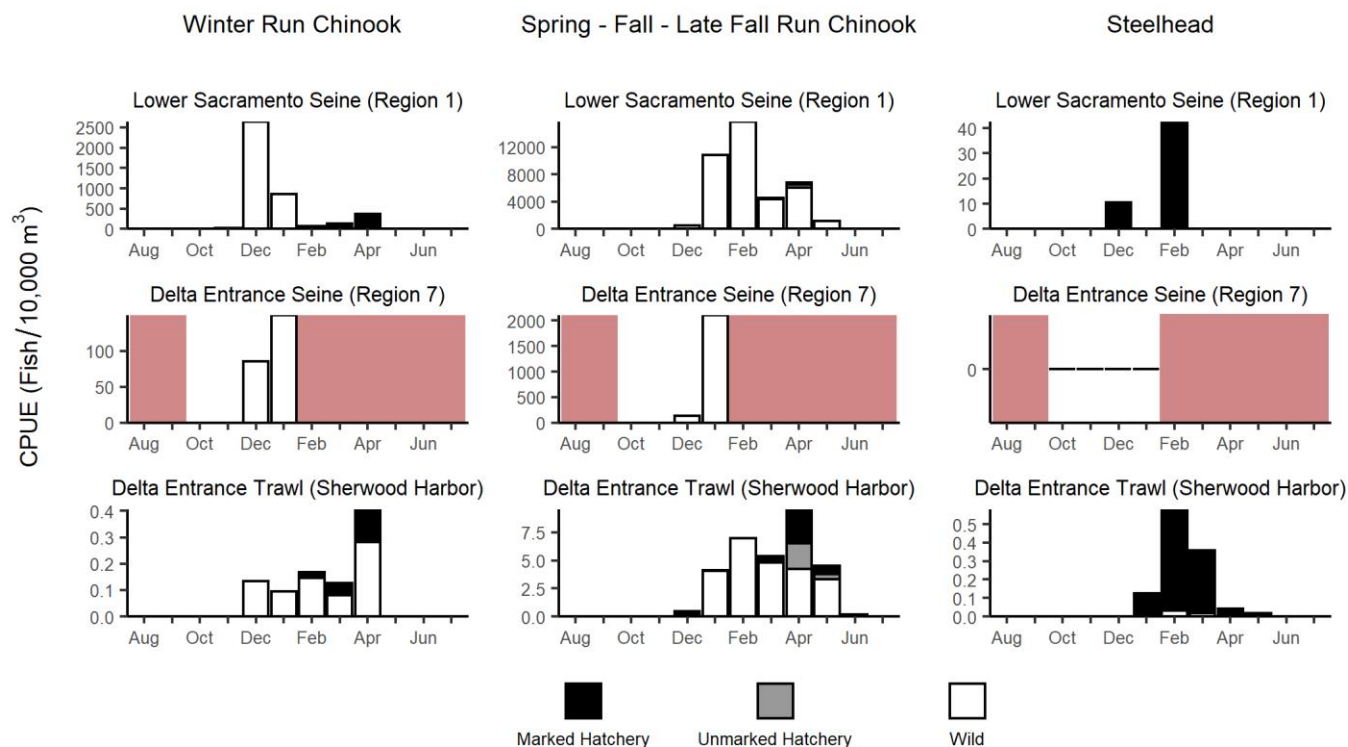 Winter Run Chinook
Spring - Fall - Late Fall Run Chinook
Steelhead
CPUE (Fish/10,000 m³)
Lower Sacramento Seine (Region 1)
2500
2000
1500
1000
500
0
Aug Oct Dec Feb Apr Jun
Lower Sacramento Seine (Region 1)
12000
8000
4000
0
Aug Oct Dec Feb Apr Jun
Lower Sacramento Seine (Region 1)
40
30
20
10
0
Aug Oct Dec Feb Apr Jun
Delta Entrance Seine (Region 7)
100
50
0
Aug Oct Dec Feb Apr Jun
Delta Entrance Seine (Region 7)
2000
1500
1000
500
0
Aug Oct Dec Feb Apr Jun
Delta Entrance Seine (Region 7)
0
Aug Oct Dec Feb Apr Jun
Delta Entrance Trawl (Sherwood Harbor)
0.4
0.3
0.2
0.1
0.0
Aug Oct Dec Feb Apr Jun
Delta Entrance Trawl (Sherwood Harbor)
7.5
5.0
2.5
0.0
Aug Oct Dec Feb Apr Jun
Delta Entrance Trawl (Sherwood Harbor)
0.5
0.4
0.3
0.2
0.1
0.0
Aug Oct Dec Feb Apr Jun
Marked Hatchery
Unmarked Hatchery
Wild